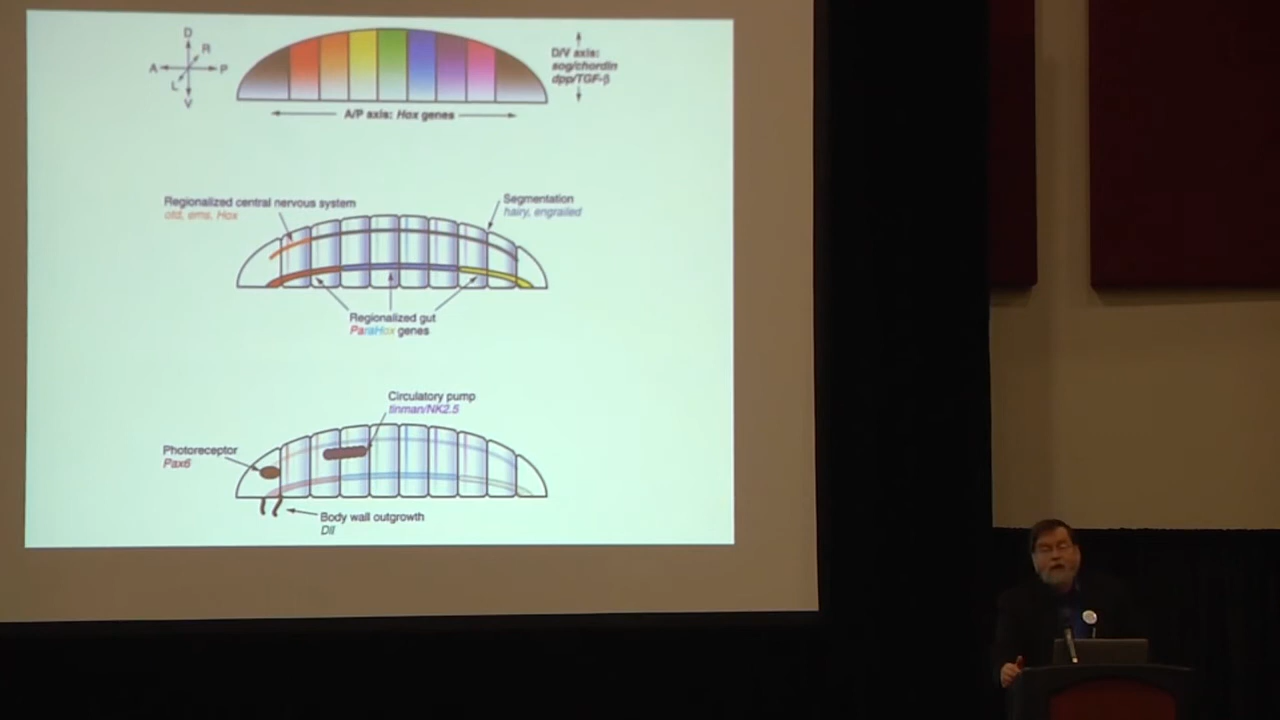 D
R
A
P
L
V
D/V axis:
sog/chordin
dpp/TGF-β
A/P axis: Hox genes
Regionalized central nervous system
otd, ems, Hox
Segmentation
hairy, engrailed
Regionalized gut
ParaHox genes
Circulatory pump
tinman/NK2.5
Photoreceptor
Pax6
Body wall outgrowth
Dll